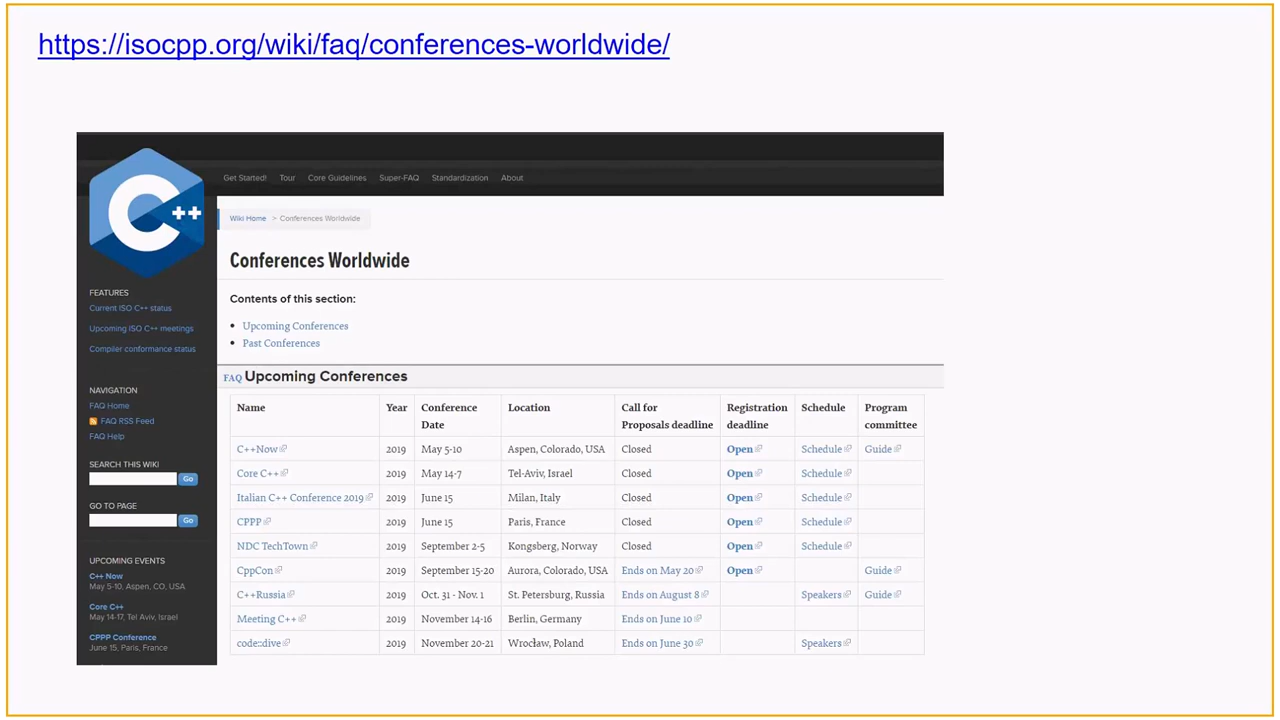 https://isocpp.org/wiki/faq/conferences-worldwide/
C++
Get Started! Tour Core Guidelines Super-FAQ Standardization About
Wiki Home > Conferences Worldwide
Conferences Worldwide
Contents of this section:
• Upcoming Conferences
• Past Conferences
FAQ Upcoming Conferences
Name Year Conference Date Location Call for Proposals deadline Registration deadline Schedule Program committee
C++Now 2019 May 5-10 Aspen, Colorado, USA Closed Open Schedule Guide
Core C++ 2019 May 14-7 Tel-Aviv, Israel Closed Open Schedule
Italian C++ Conference 2019 2019 June 15 Milan, Italy Closed Open Schedule
CPPP 2019 June 15 Paris, France Closed Open Schedule
NDC TechTown 2019 September 2-5 Kongsberg, Norway Closed Open Schedule
CppCon 2019 September 15-20 Aurora, Colorado, USA Ends on May 20 Open Guide
C++Russia 2019 Oct. 31 - Nov. 1 St. Petersburg, Russia Ends on August 8 Speakers Guide
Meeting C++ 2019 November 14-16 Berlin, Germany Ends on June 10
code::dive 2019 November 20-21 Wrocław, Poland Ends on June 30 Speakers
FEATURES
Current ISO C++ status
Upcoming ISO C++ meetings
Compiler conformance status
NAVIGATION
FAQ Home
FAQ RSS Feed
FAQ Help
SEARCH THIS WIKI
Go
GO TO PAGE
Go
UPCOMING EVENTS
C++ Now
May 5-10, Aspen, CO, USA
Core C++
May 14-17, Tel Aviv, Israel
CPPP Conference
June 15, Paris, France